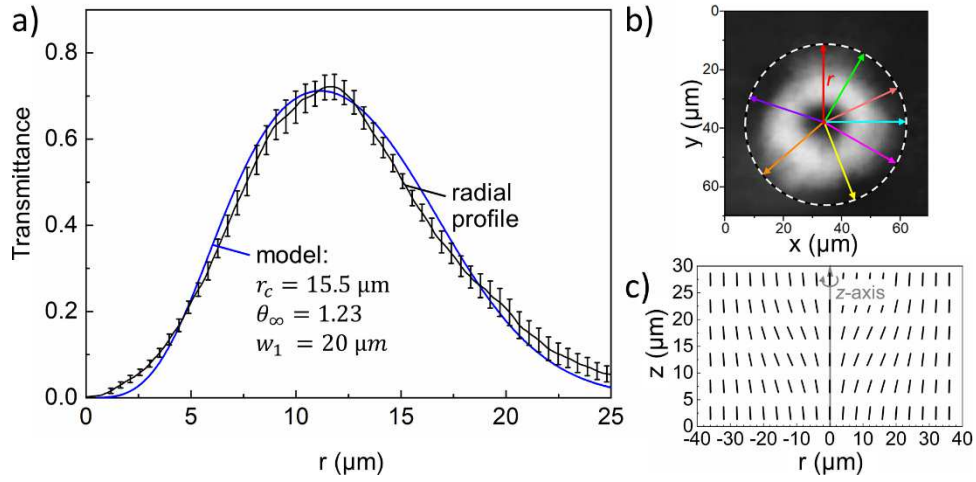 a)
0.8
0.6
0.4
0.2
0.0
Transmittance
radial
profile
model:
r_c = 15.5 μm
θ_∞ = 1.23
w_1 = 20 μm
0
5
10
15
20
25
r (μm)
b)
0
20
40
60
y (μm)
r
0
20
40
60
x (μm)
c)
30
25
20
15
10
5
0
z (μm)
z-axis
-40 -30 -20 -10 0 10 20 30 40
r (μm)